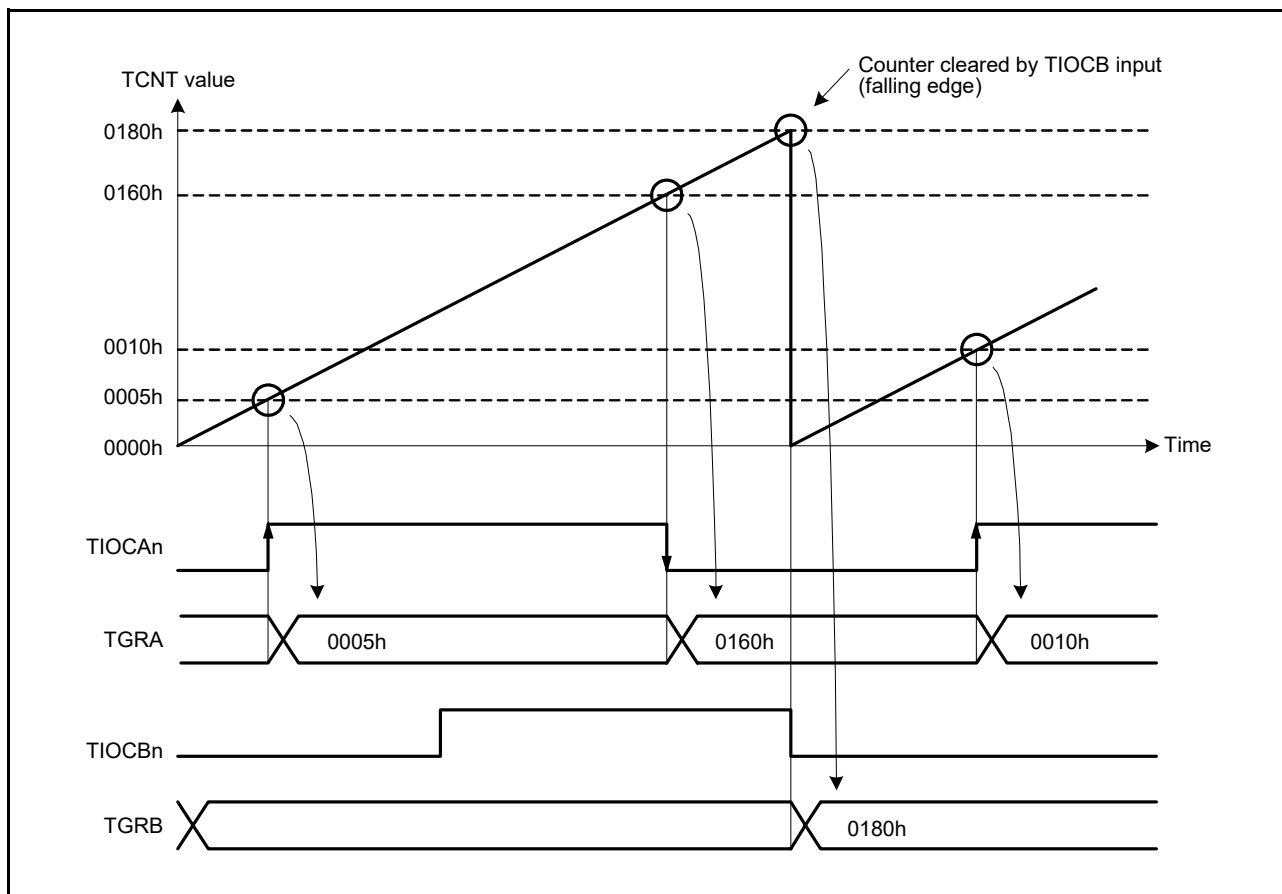 Counter cleared by TIOCB input
(falling edge)
TCNT value
0180h
0160h
0010h
0005h
0000h
Time
TIOCAn
TGRA
0005h
0160h
0010h
TIOCBn
TGRB
0180h